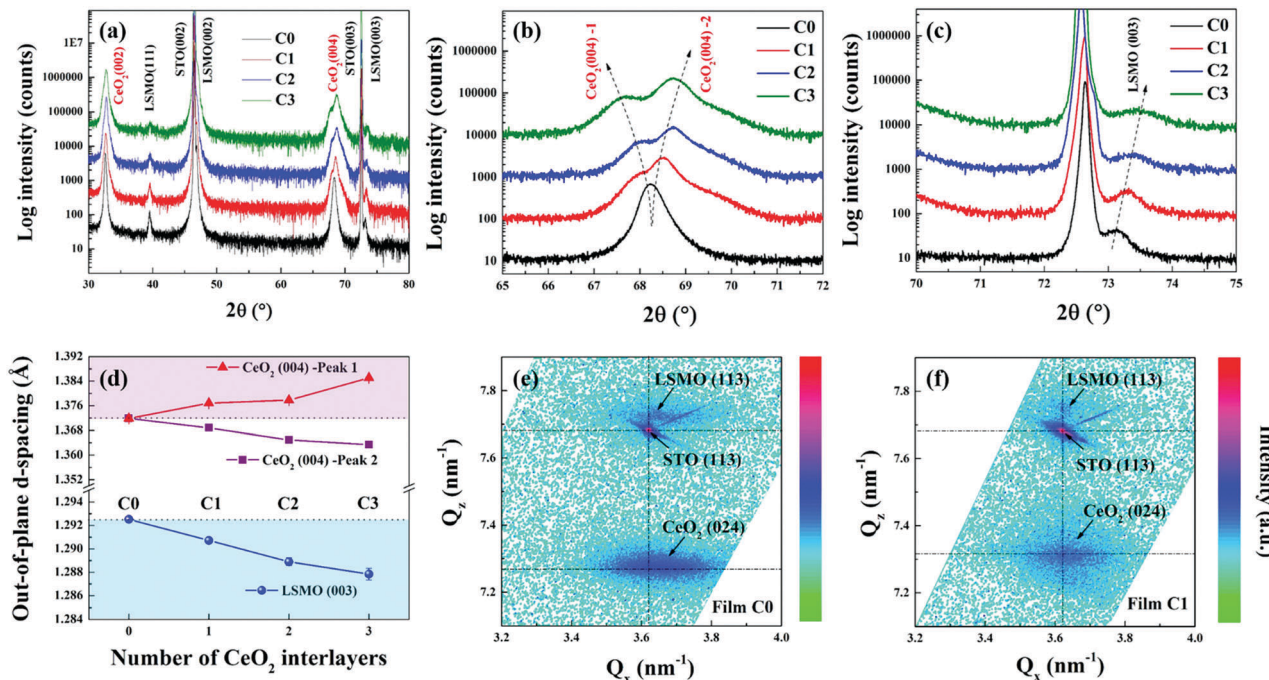 (a)
Log intensity (counts)
1E7
1000000
100000
10000
1000
100
10
CeO₂(002)
LSMO(111)
STO(002)
LSMO(002)
CeO₂(004)
STO(003)
LSMO(003)
C0
C1
C2
C3
30 40 50 60 70 80
2θ (°)
(b)
Log intensity (counts)
1000000
100000
10000
1000
100
10
CeO₂(004) -1
CeO₂(004) -2
C0
C1
C2
C3
65 66 67 68 69 70 71 72
2θ (°)
(c)
Log intensity (counts)
1000000
100000
10000
1000
100
10
LSMO (003)
C0
C1
C2
C3
70 71 72 73 74 75
2θ (°)
(d)
Out-of-plane d-spacing (Å)
1.392
1.384
1.376
1.368
1.360
1.352
1.294
1.292
1.290
1.288
1.286
1.284
CeO₂ (004) -Peak 1
CeO₂ (004) -Peak 2
C0 C1 C2 C3
LSMO (003)
0 1 2 3
Number of CeO₂ interlayers
(e)
Q_z (nm⁻¹)
7.8
7.6
7.4
7.2
LSMO (113)
STO (113)
CeO₂ (024)
Film C0
3.2 3.4 3.6 3.8 4.0
Q_x (nm⁻¹)
(f)
Q_z (nm⁻¹)
7.8
7.6
7.4
7.2
LSMO (113)
STO (113)
CeO₂ (024)
Film C1
3.2 3.4 3.6 3.8 4.0
Q_x (nm⁻¹)
Intensity (a.u.)